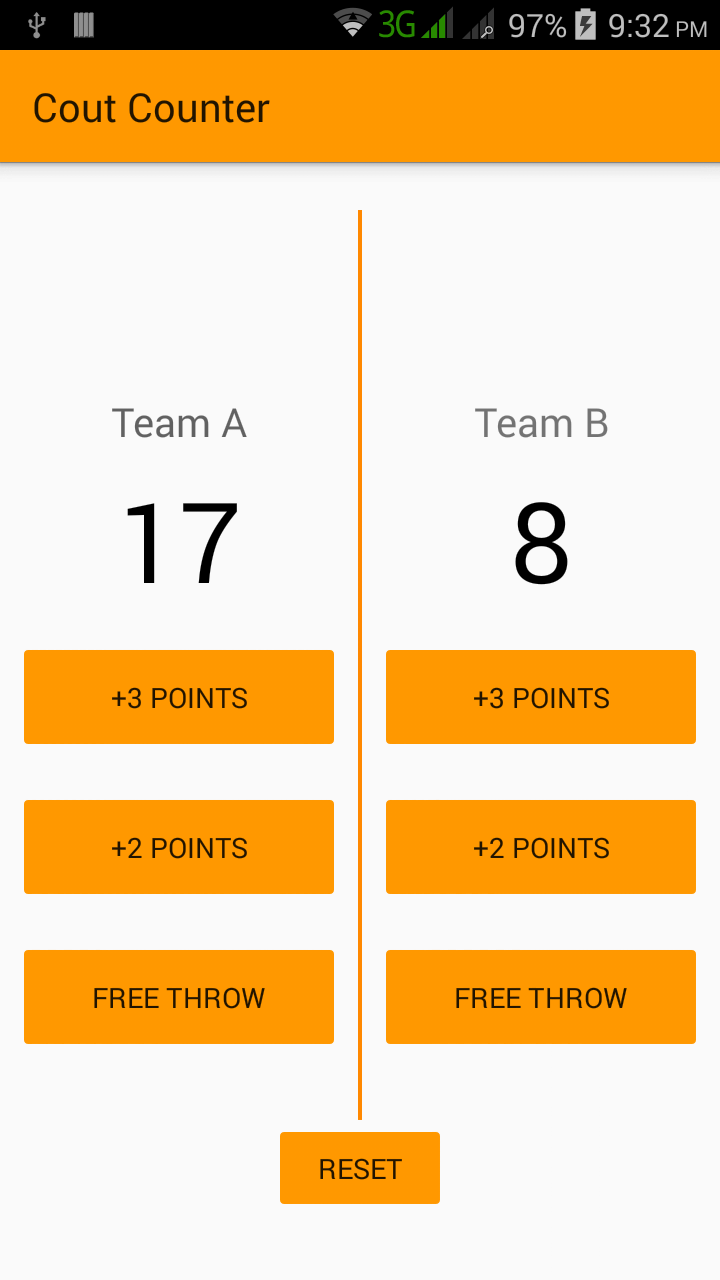 3G 97% 9:32 PM
Cout Counter
Team A
17
+3 POINTS
+2 POINTS
FREE THROW
Team B
8
+3 POINTS
+2 POINTS
FREE THROW
RESET